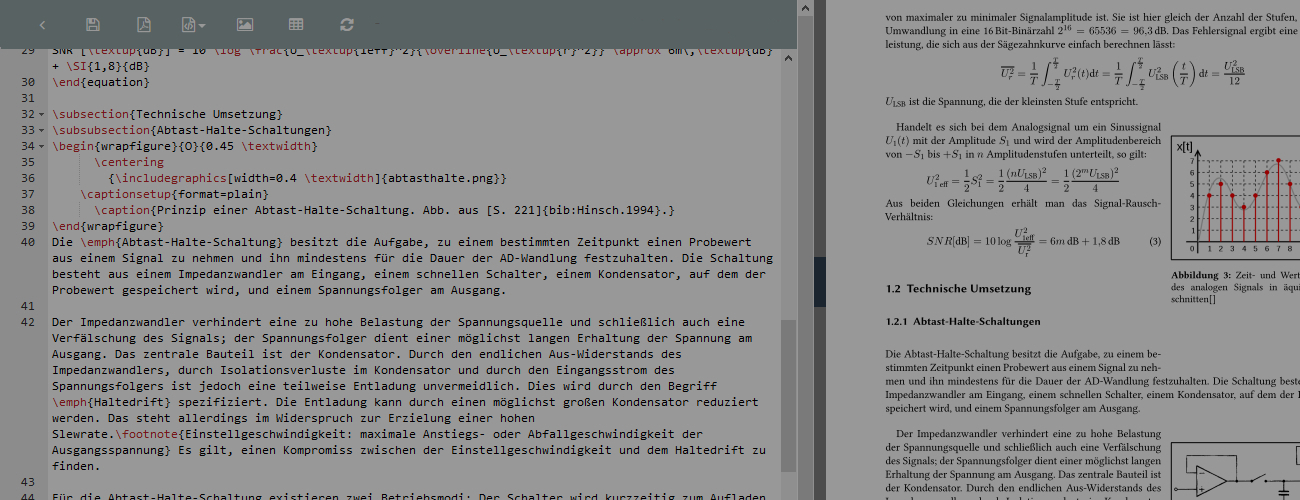 29 SNR [\textup{dB}] = 10 \log \frac{U_\textup{1eff}^2}{\overline{U_\textup{r}^2}} \approx 6m\,\textup{dB}
+ \SI{1,8}{dB}
30 \end{equation}
31
32 \subsection{Technische Umsetzung}
33 \subsubsection{Abtast-Halte-Schaltungen}
34 \begin{wrapfigure}{O}{0.45 \textwidth}
35 \centering
36 {\includegraphics[width=0.4 \textwidth]{abtasthalte.png}}
37 \captionsetup{format=plain}
38 \caption{Prinzip einer Abtast-Halte-Schaltung. Abb. aus [S. 221]{bib:Hinsch.1994}.}
39 \end{wrapfigure}
40 Die \emph{Abtast-Halte-Schaltung} besitzt die Aufgabe, zu einem bestimmten Zeitpunkt einen Probewert
aus einem Signal zu nehmen und ihn mindestens für die Dauer der AD-Wandlung festzuhalten. Die Schaltung
besteht aus einem Impedanzwandler am Eingang, einem schnellen Schalter, einem Kondensator, auf dem der
Probewert gespeichert wird, und einem Spannungsfolger am Ausgang.
41
42 Der Impedanzwandler verhindert eine zu hohe Belastung der Spannungsquelle und schließlich auch eine
Verfälschung des Signals; der Spannungsfolger dient einer möglichst langen Erhaltung der Spannung am
Ausgang. Das zentrale Bauteil ist der Kondensator. Durch den endlichen Aus-Widerstands des
Impedanzwandlers, durch Isolationsverluste im Kondensator und durch den Eingangsstrom des
Spannungsfolgers ist jedoch eine teilweise Entladung unvermeidlich. Dies wird durch den Begriff
\emph{Haltedrift} spezifiziert. Die Entladung kann durch einen möglichst großen Kondensator reduziert
werden. Das steht allerdings im Widerspruch zur Erzielung einer hohen
Slewrate.\footnote{Einstellgeschwindigkeit: maximale Anstiegs- oder Abfallgeschwindigkeit der
Ausgangsspannung} Es gilt, einen Kompromiss zwischen der Einstellgeschwindigkeit und dem Haltedrift zu
finden.
43
44 Für die Abtast-Halte-Schaltung existieren zwei Betriebsmodi: Der Schalter wird kurzzeitig zum Aufladen
von maximaler zu minimaler Signalamplitude ist. Sie ist hier gleich der Anzahl der Stufen,
Umwandlung in eine 16 Bit-Binärzahl 2^16 = 65536 = 96.3 dB. Das Fehlersignal ergibt eine
leistung, die sich aus der Sägezahnkurve einfach berechnen lässt:
\overline{U_r^2} = \frac{1}{T} \int_{-\frac{T}{2}}^{\frac{T}{2}} U_r^2(t)dt = \frac{1}{T} \int_{-\frac{T}{2}}^{\frac{T}{2}} U_{LSB}^2 (\frac{t}{T}) dt = \frac{U_{LSB}^2}{12}
U_LSB ist die Spannung, die der kleinsten Stufe entspricht.
Handelt es sich bei dem Analogsignal um ein Sinussignal
U_1(t) mit der Amplitude S_1 und wird der Amplitudenbereich
von −S_1 bis +S_1 in n Amplitudenstufen unterteilt, so gilt:
U_{1 eff}^2 = \frac{1}{2} S_1^2 = \frac{1}{2} \frac{(nU_{LSB})^2}{4} = \frac{1}{2} \frac{(2^m U_{LSB})^2}{4}
Aus beiden Gleichungen erhält man das Signal-Rausch-
Verhältnis:
SNR[dB] = 10 log \frac{U_{1eff}^2}{\overline{U_r^2}} = 6m dB + 1,8 dB (3)
x[t]
7
6
5
4
3
2
1
0 1 2 3 4 5 6 7 8
Abbildung 3: Zeit- und Wert
des analogen Signals in äqui
schnitten[]
1.2 Technische Umsetzung
1.2.1 Abtast-Halte-Schaltungen
Die Abtast-Halte-Schaltung besitzt die Aufgabe, zu einem be-
stimmten Zeitpunkt einen Probewert aus einem Signal zu neh-
men und ihn mindestens für die Dauer der AD-Wandlung festzuhalten. Die Schaltung beste
Impedanzwandler am Eingang, einem schnellen Schalter, einem Kondensator, auf dem der
speichert wird, und einem Spannungsfolger am Ausgang.
Der Impedanzwandler verhindert eine zu hohe Belastung
der Spannungsquelle und schließlich auch eine Verfälschung
des Signals; der Spannungsfolger dient einer möglichst langen
Erhaltung der Spannung am Ausgang. Das zentrale Bauteil ist
der Kondensator. Durch den endlichen Aus-Widerstands des